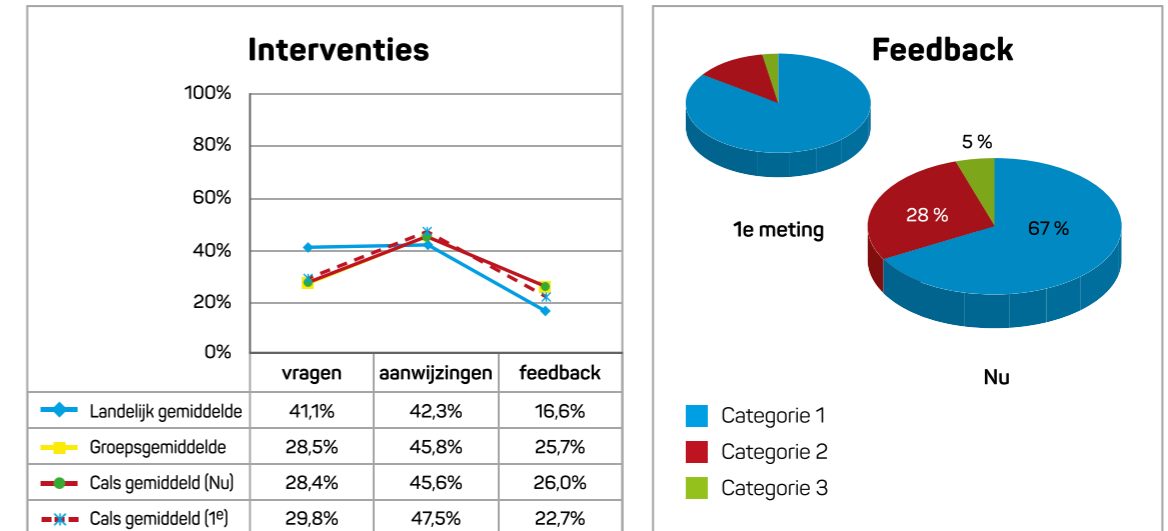 Interventies
100%
80%
60%
40%
20%
0%
vragen aanwijzingen feedback
Landelijk gemiddelde 41,1% 42,3% 16,6%
Groepsgemiddelde 28,5% 45,8% 25,7%
Cals gemiddeld (Nu) 28,4% 45,6% 26,0%
Cals gemiddeld (1e) 29,8% 47,5% 22,7%
Feedback
1e meting
5 %
28 %
67 %
Nu
Categorie 1
Categorie 2
Categorie 3